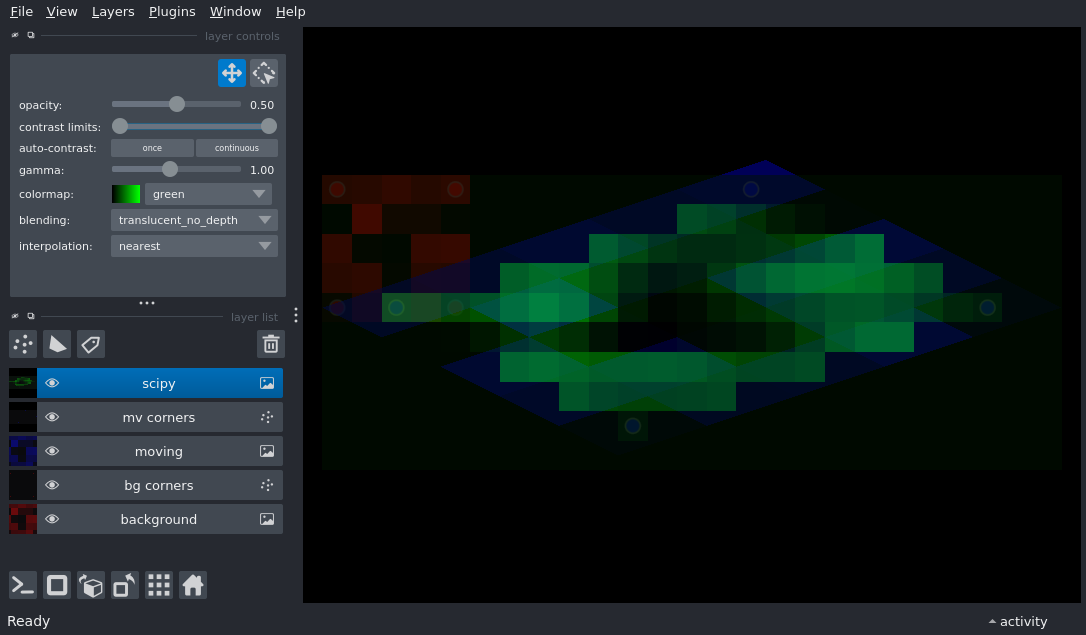 File View Layers Plugins Window Help
layer controls
opacity: 0.50
contrast limits:
auto-contrast: once continuous
gamma: 1.00
colormap: green
blending: translucent_no_depth
interpolation: nearest
layer list
scipy
mv corners
moving
bg corners
background
Ready activity